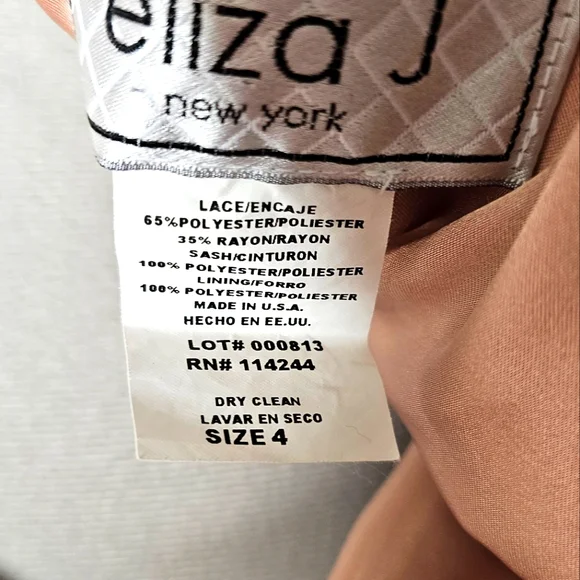 eliza J
new york
LACE/ENCAJE
65%POLYESTER/POLIESTER
35% RAYON/RAYON
SASH/CINTURON
100% POLYESTER/POLIESTER
LINING/FORRO
100% POLYESTER/POLIESTER
MADE IN U.S.A.
HECHO EN EE.UU.
LOT# 000813
RN# 114244
DRY CLEAN
LAVAR EN SECO
SIZE 4